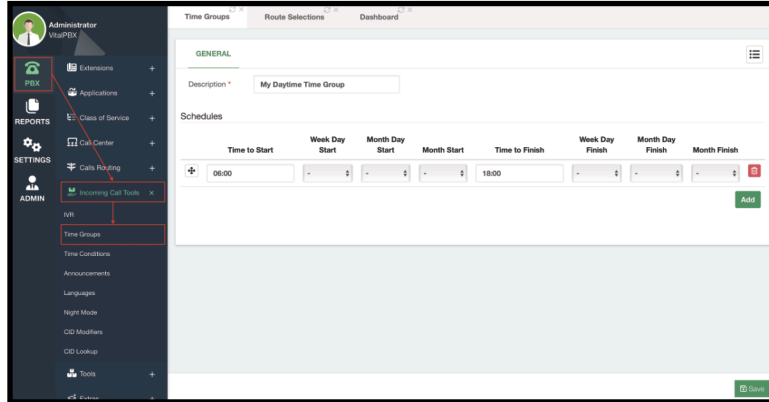 Administrator
VitalPBX
Time Groups Route Selections Dashboard
PBX
REPORTS
SETTINGS
ADMIN
Extensions +
Applications +
Class of Service +
Call Center +
Calls Routing +
Incoming Call Tools ×
IVR
Time Groups
Time Conditions
Announcements
Languages
Night Mode
CID Modifiers
CID Lookup
Tools +
Extras +
GENERAL
Description * My Daytime Time Group
Schedules
Time to Start Week Day Start Month Day Start Month Start Time to Finish Week Day Finish Month Day Finish Month Finish
06:00 - - - 18:00 - - -
Add
Save